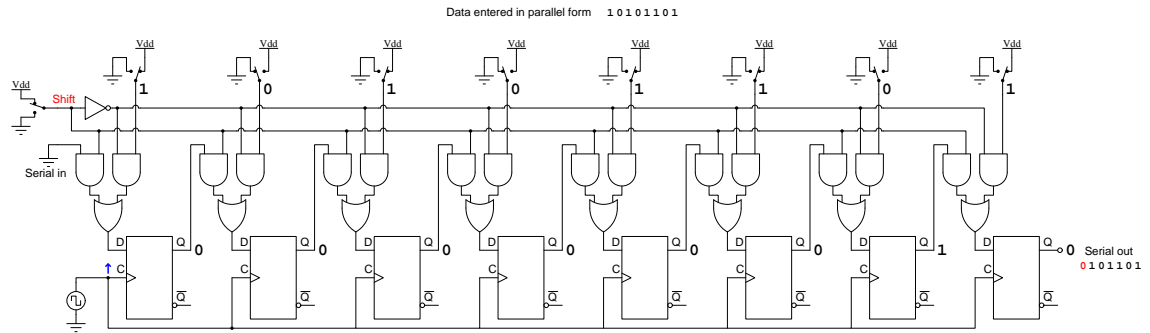 Data entered in parallel form 1 0 1 0 1 1 0 1
Vdd Vdd Vdd Vdd Vdd Vdd Vdd Vdd
Vdd
Shift
1 0 1 0 1 1 0 1
Serial in
D Q D Q D Q D Q D Q D Q D Q D Q
0 0 0 0 0 0 1 0 Serial out
C C C C C C C C
0 1 0 1 1 0 1
Q Q Q Q Q Q Q Q